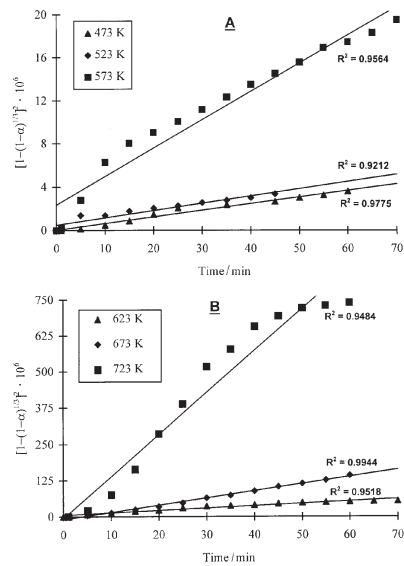 A
473 K
523 K
573 K
[1−(1−α)^1/3]² · 10⁶
20
16
12
8
4
0
R² = 0.9564
R² = 0.9212
R² = 0.9775
0 10 20 30 40 50 60 70
Time/min
B
623 K
673 K
723 K
[1−(1−α)^1/3]² · 10⁶
750
625
500
375
250
125
0
R² = 0.9484
R² = 0.9944
R² = 0.9518
0 10 20 30 40 50 60 70
Time/min